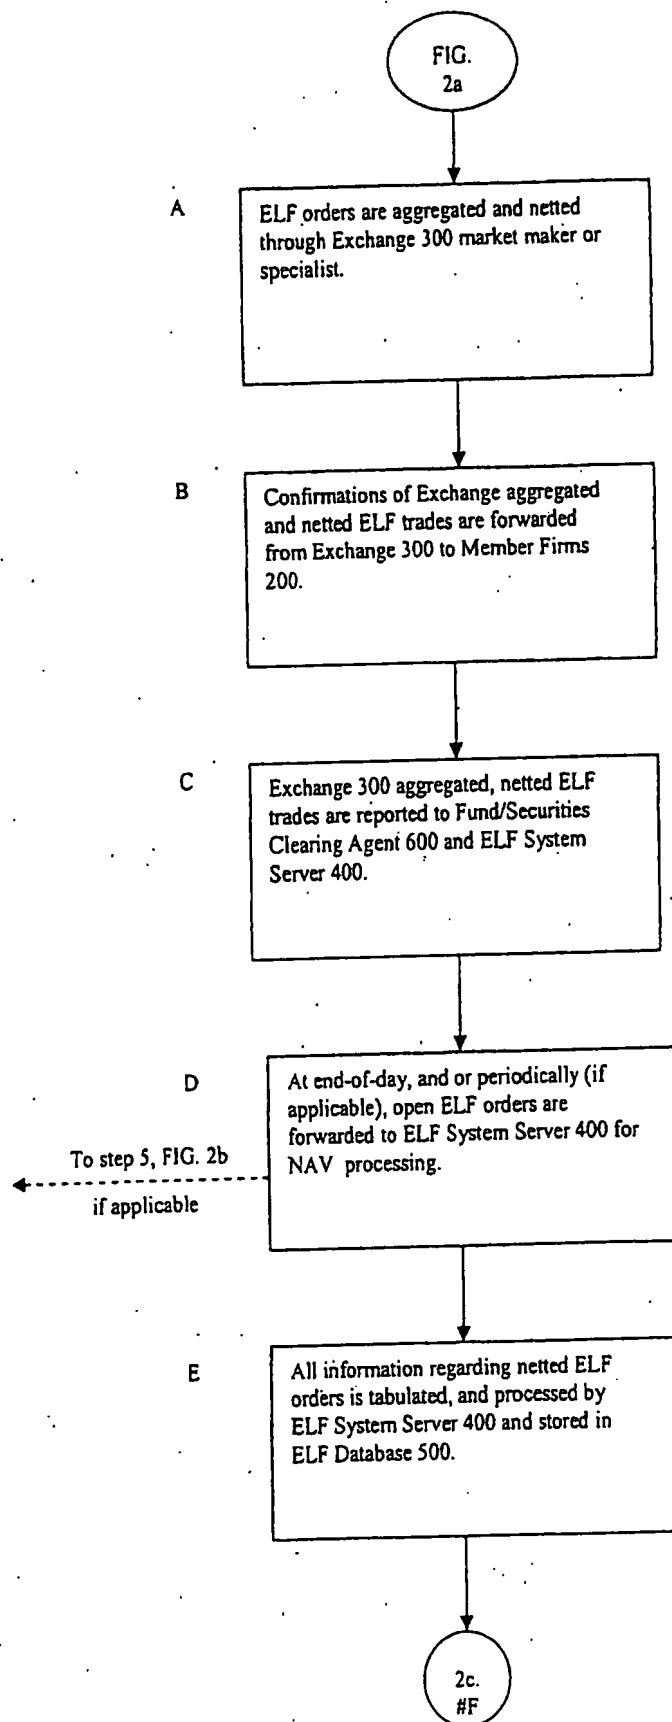 FIG.
2a
A
ELF orders are aggregated and netted
through Exchange 300 market maker or
specialist.
B
Confirmations of Exchange aggregated
and netted ELF trades are forwarded
from Exchange 300 to Member Firms
200.
C
Exchange 300 aggregated, netted ELF
trades are reported to Fund/Securities
Clearing Agent 600 and ELF System
Server 400.
D
At end-of-day, and or periodically (if
applicable), open ELF orders are
forwarded to ELF System Server 400 for
NAV processing.
To step 5, FIG. 2b
if applicable
E
All information regarding netted ELF
orders is tabulated, and processed by
ELF System Server 400 and stored in
ELF Database 500.
2c.
#F